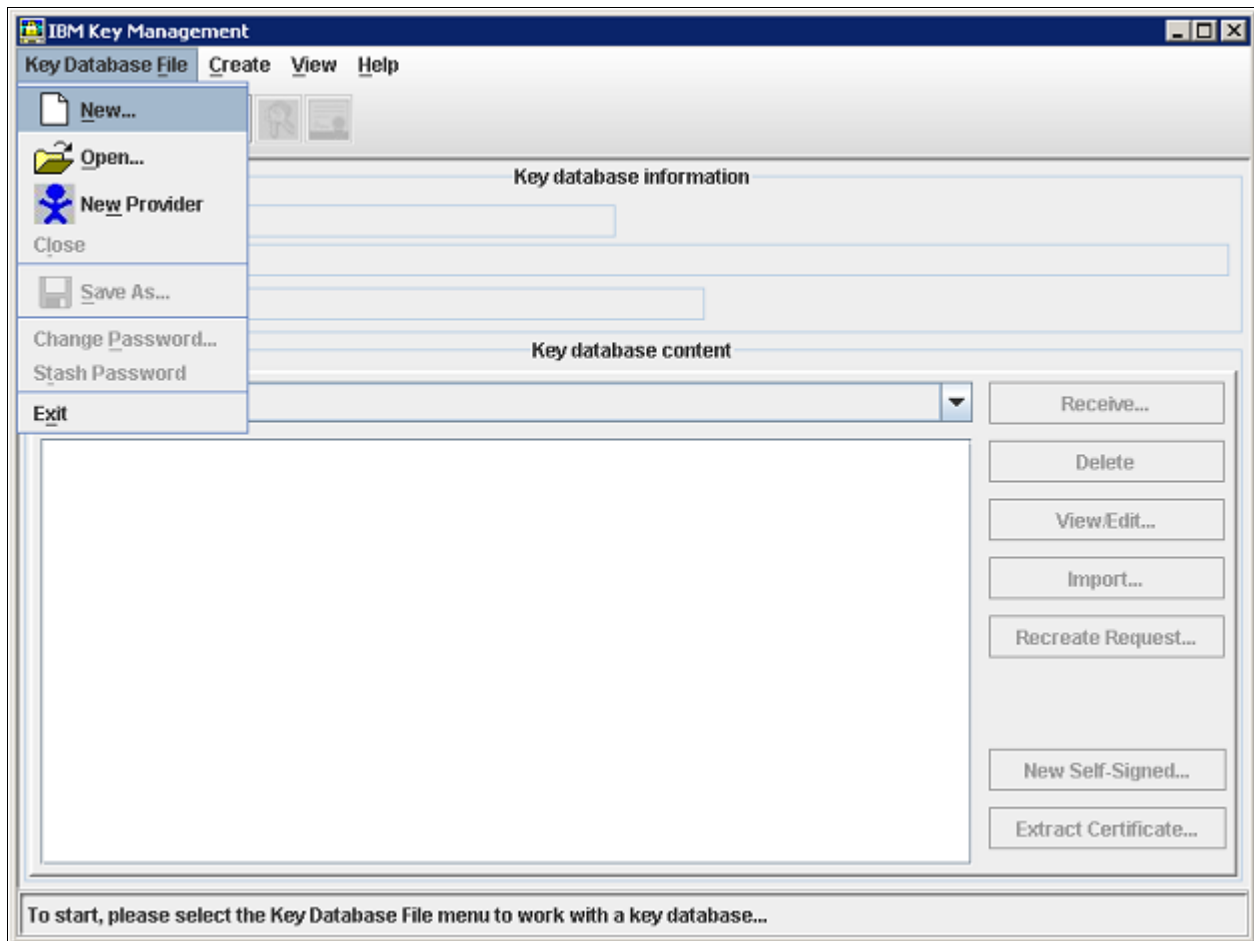 IBM Key Management
Key Database File Create View Help
New...
Open...
New Provider
Close
Save As...
Change Password...
Stash Password
Exit
Key database information
Key database content
Receive...
Delete
View/Edit...
Import...
Recreate Request...
New Self-Signed...
Extract Certificate...
To start, please select the Key Database File menu to work with a key database...